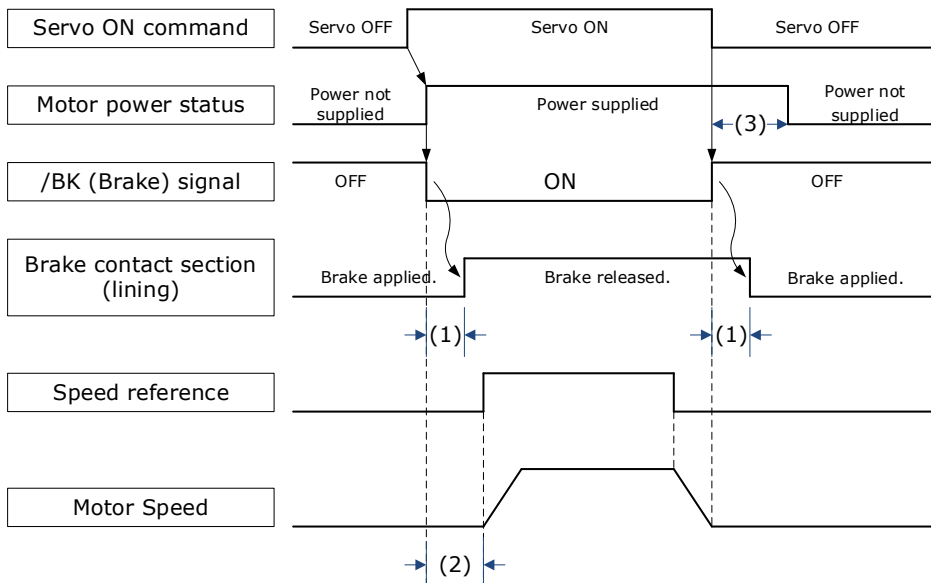 Servo ON command
Servo OFF
Servo ON
Servo OFF
Motor power status
Power not
supplied
Power supplied
Power not
supplied
(3)
/BK (Brake) signal
OFF
ON
OFF
Brake contact section
(lining)
Brake applied.
Brake released.
Brake applied.
(1)
(1)
Speed reference
Motor Speed
(2)